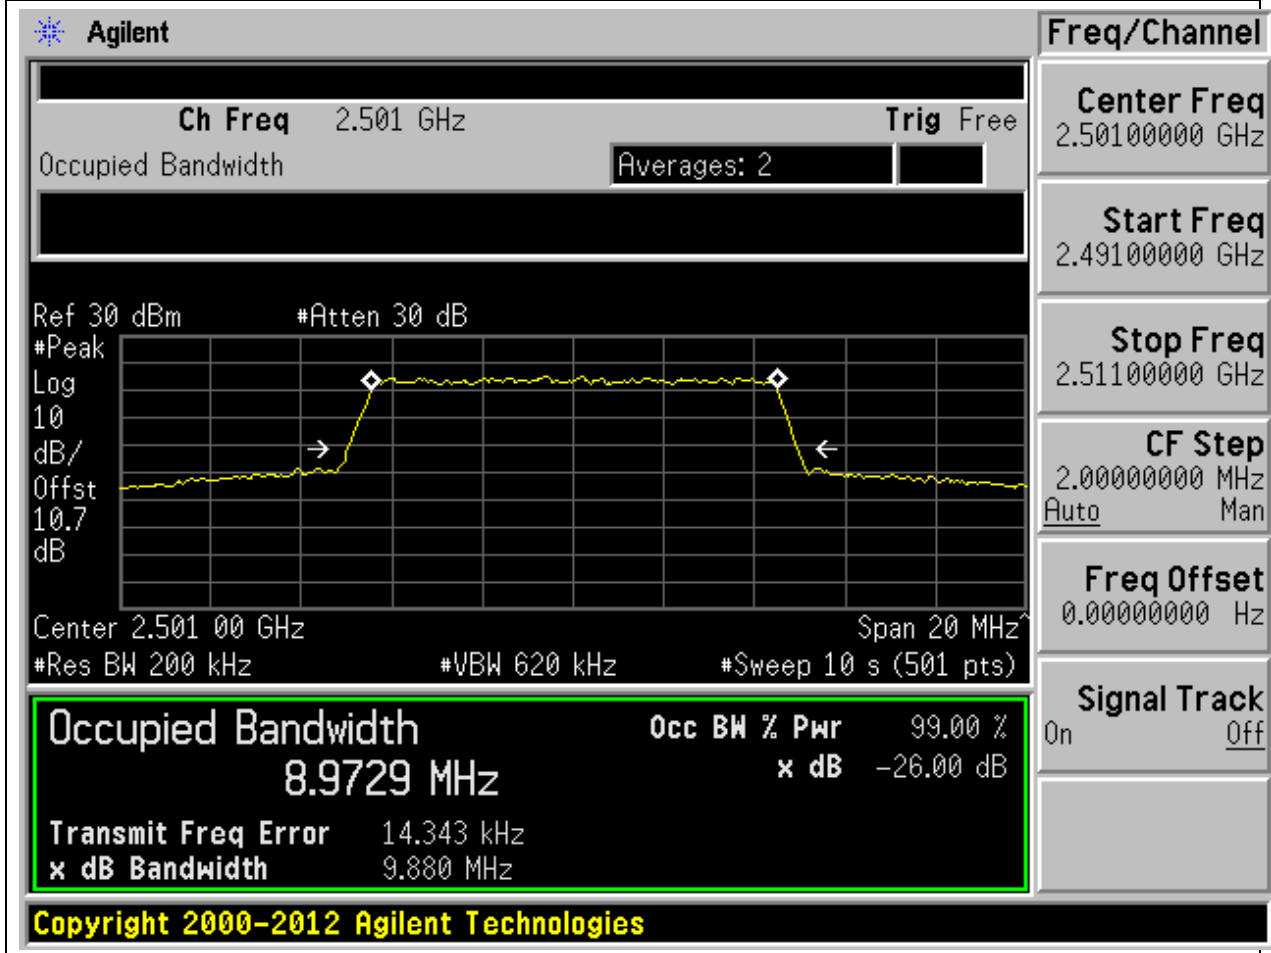 Agilent
Ch Freq 2.501 GHz Trig Free
Occupied Bandwidth Averages: 2
Ref 30 dBm #Atten 30 dB
#Peak
Log
10
dB/
Offst
10.7
dB
Center 2.501 00 GHz Span 20 MHz^
#Res BW 200 kHz #VBW 620 kHz #Sweep 10 s (501 pts)
Occupied Bandwidth Occ BW % Pwr 99.00 %
8.9729 MHz x dB -26.00 dB
Transmit Freq Error 14.343 kHz
x dB Bandwidth 9.880 MHz
Copyright 2000-2012 Agilent Technologies
Freq/Channel
Center Freq
2.50100000 GHz
Start Freq
2.49100000 GHz
Stop Freq
2.51100000 GHz
CF Step
2.00000000 MHz
Auto Man
Freq Offset
0.00000000 Hz
Signal Track
On Off